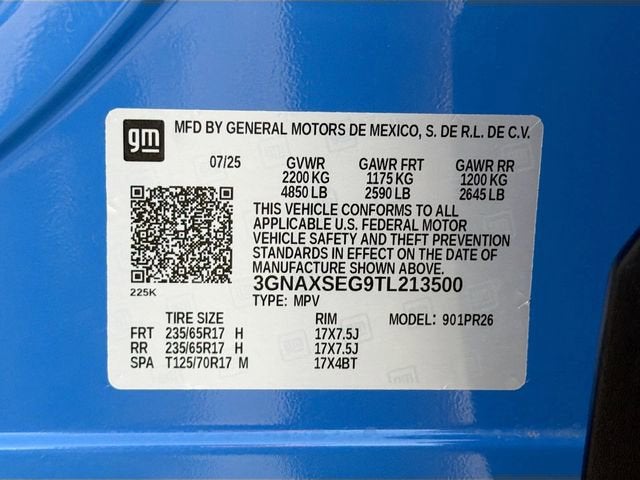 gm MFD BY GENERAL MOTORS DE MEXICO, S. DE R.L. DE C.V.
07/25 GVWR GAWR FRT GAWR RR
2200 KG 1175 KG 1200 KG
4850 LB 2590 LB 2645 LB
THIS VEHICLE CONFORMS TO ALL
APPLICABLE U.S. FEDERAL MOTOR
VEHICLE SAFETY AND THEFT PREVENTION
STANDARDS IN EFFECT ON THE DATE OF
MANUFACTURE SHOWN ABOVE.
225K 3GNAXSEG9TL213500
TYPE: MPV
TIRE SIZE RIM MODEL: 901PR26
FRT 235/65R17 H 17X7.5J
RR 235/65R17 H 17X7.5J
SPA T125/70R17 M 17X4BT